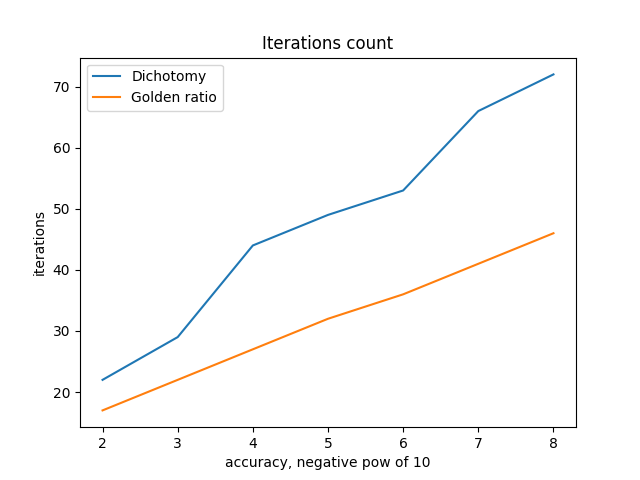 Iterations count
Dichotomy
Golden ratio
70
60
50
40
30
20
iterations
2 3 4 5 6 7 8
accuracy, negative pow of 10